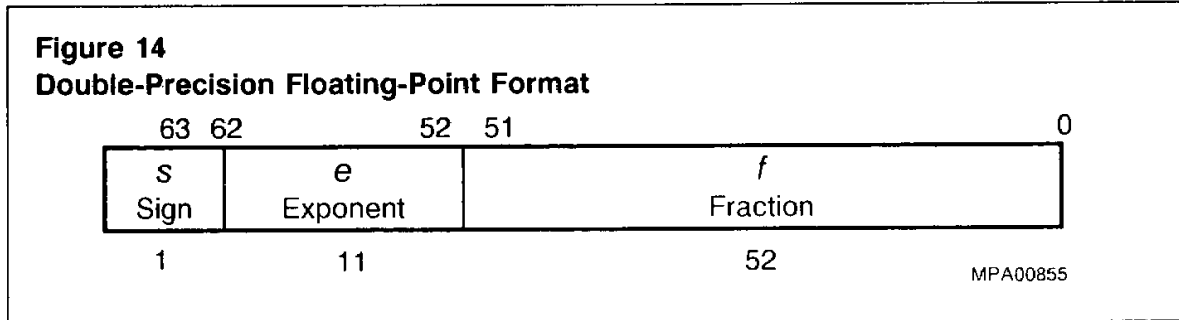 Figure 14
Double-Precision Floating-Point Format
63 62 52 51 0
s e f
Sign Exponent Fraction
1 11 52
MPA00855